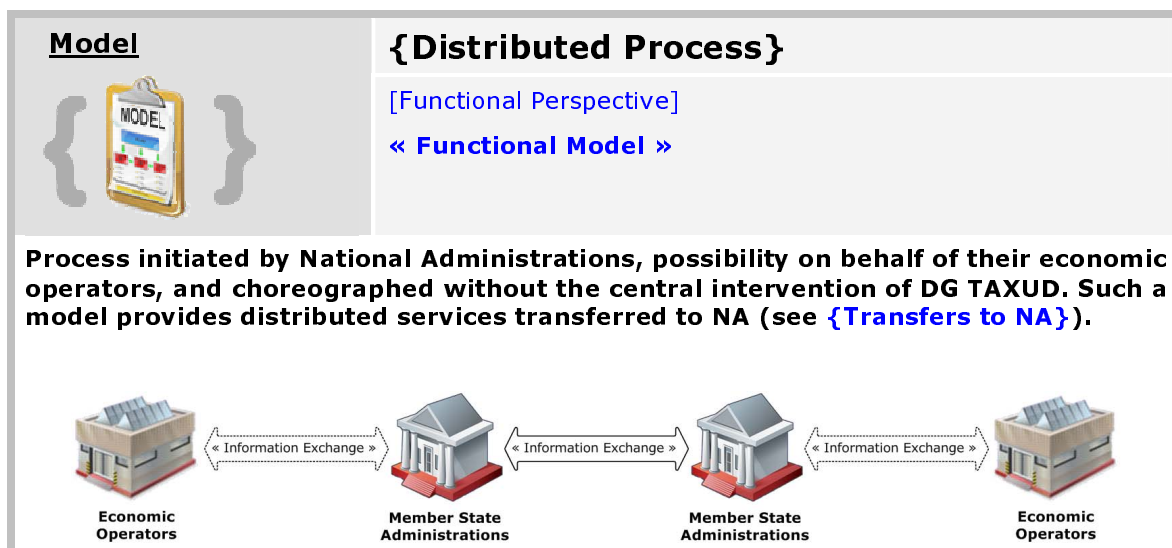 Model
{Distributed Process}
MODEL
[Functional Perspective]
« Functional Model »
Process initiated by National Administrations, possibility on behalf of their economic
operators, and choreographed without the central intervention of DG TAXUD. Such a
model provides distributed services transferred to NA (see {Transfers to NA}).
« Information Exchange »
« Information Exchange »
« Information Exchange »
Economic
Operators
Member State
Administrations
Member State
Administrations
Economic
Operators